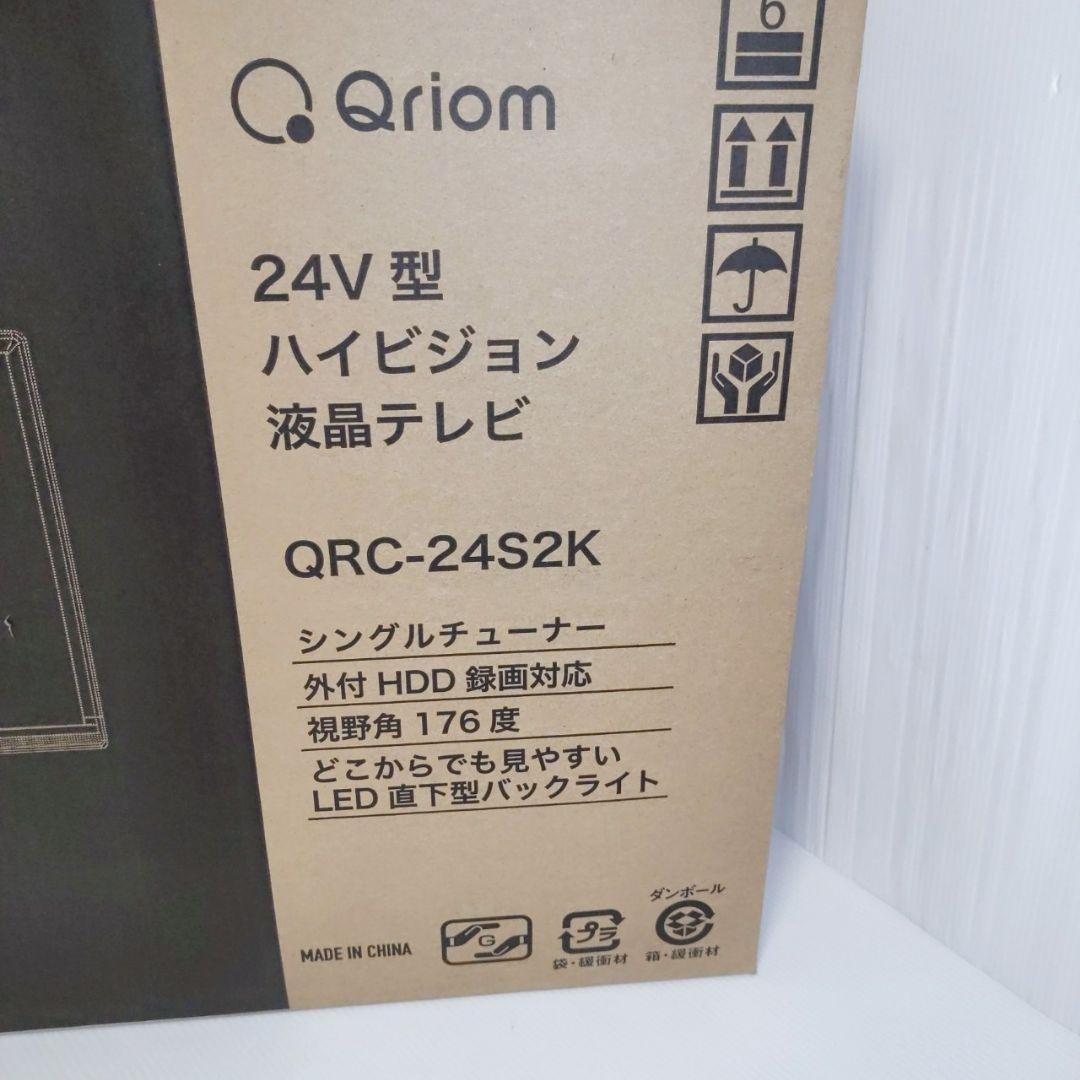 6
Qriom
24V 型
ハイビジョン
液晶テレビ
QRC-24S2K
シングルチューナー
外付 HDD 録画対応
視野角 176 度
どこからでも見やすい
LED 直下型バックライト
MADE IN CHINA
G
プラ
袋・緩衝材
ダンボール
箱・緩衝材